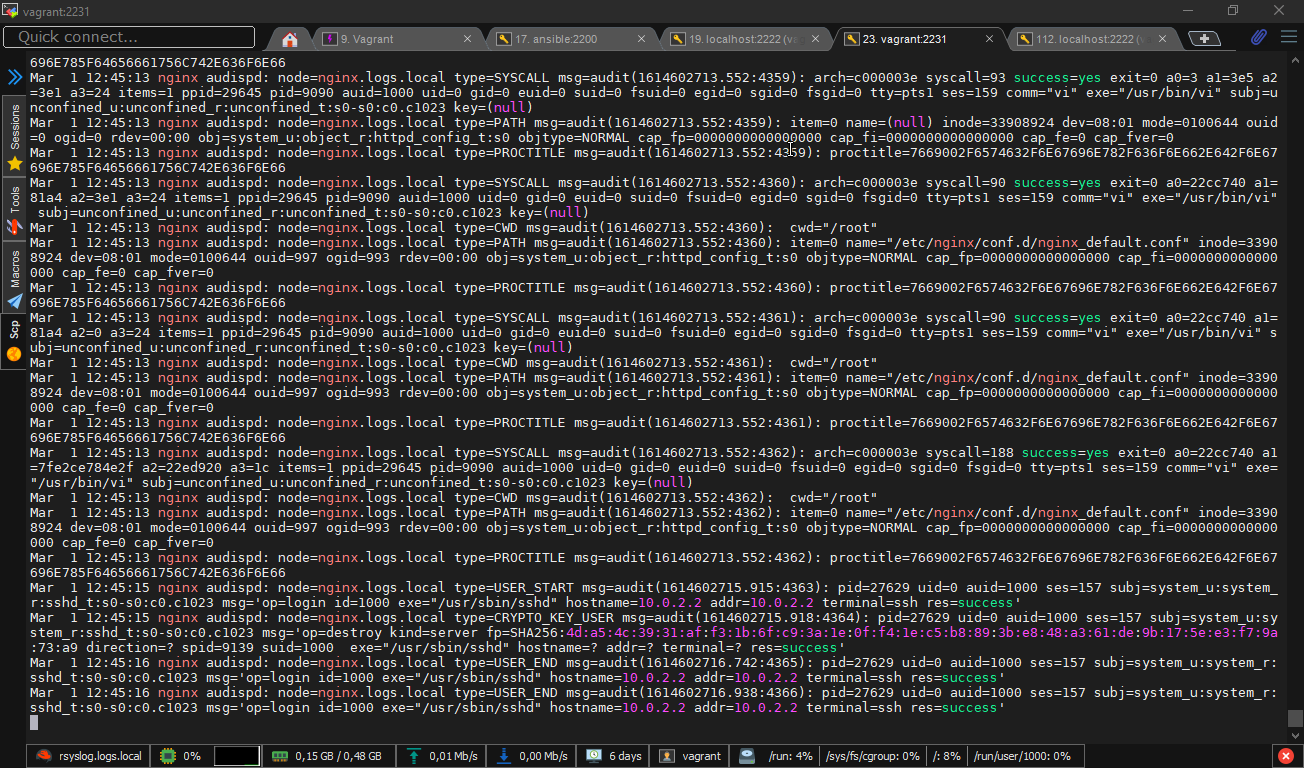 vagrant:2231
Quick connect...
9. Vagrant
17. ansible:2200
19. localhost:2222 (va
23. vagrant:2231
112. localhost:2222 (
Sessions
Tools
Macros
Scp
696E785F64656661756C742E636F6E66
Mar  1 12:45:13 nginx audispd: node=nginx.logs.local type=SYSCALL msg=audit(1614602713.552:4359): arch=c000003e syscall=93 success=yes exit=0 a0=3 a1=3e5 a2
=3e1 a3=24 items=1 ppid=29645 pid=9090 auid=1000 uid=0 gid=0 euid=0 suid=0 fsuid=0 egid=0 sgid=0 fsgid=0 tty=pts1 ses=159 comm="vi" exe="/usr/bin/vi" subj=u
nconfined_u:unconfined_r:unconfined_t:s0-s0:c0.c1023 key=(null)
Mar  1 12:45:13 nginx audispd: node=nginx.logs.local type=PATH msg=audit(1614602713.552:4359): item=0 name=(null) inode=33908924 dev=08:01 mode=0100644 ouid
=0 ogid=0 rdev=00:00 obj=system_u:object_r:httpd_config_t:s0 objtype=NORMAL cap_fp=0000000000000000 cap_fi=0000000000000000 cap_fe=0 cap_fver=0
Mar  1 12:45:13 nginx audispd: node=nginx.logs.local type=PROCTITLE msg=audit(1614602713.552:4359): proctitle=7669002F6574632F6E67696E782F636F6E662E642F6E67
696E785F64656661756C742E636F6E66
Mar  1 12:45:13 nginx audispd: node=nginx.logs.local type=SYSCALL msg=audit(1614602713.552:4360): arch=c000003e syscall=90 success=yes exit=0 a0=22cc740 a1=
81a4 a2=3e1 a3=24 items=1 ppid=29645 pid=9090 auid=1000 uid=0 gid=0 euid=0 suid=0 fsuid=0 egid=0 sgid=0 fsgid=0 tty=pts1 ses=159 comm="vi" exe="/usr/bin/vi"
 subj=unconfined_u:unconfined_r:unconfined_t:s0-s0:c0.c1023 key=(null)
Mar  1 12:45:13 nginx audispd: node=nginx.logs.local type=CWD msg=audit(1614602713.552:4360):  cwd="/root"
Mar  1 12:45:13 nginx audispd: node=nginx.logs.local type=PATH msg=audit(1614602713.552:4360): item=0 name="/etc/nginx/conf.d/nginx_default.conf" inode=3390
8924 dev=08:01 mode=0100644 ouid=997 ogid=993 rdev=00:00 obj=system_u:object_r:httpd_config_t:s0 objtype=NORMAL cap_fp=0000000000000000 cap_fi=0000000000000
000 cap_fe=0 cap_fver=0
Mar  1 12:45:13 nginx audispd: node=nginx.logs.local type=PROCTITLE msg=audit(1614602713.552:4360): proctitle=7669002F6574632F6E67696E782F636F6E662E642F6E67
696E785F64656661756C742E636F6E66
Mar  1 12:45:13 nginx audispd: node=nginx.logs.local type=SYSCALL msg=audit(1614602713.552:4361): arch=c000003e syscall=90 success=yes exit=0 a0=22cc740 a1=
81a4 a2=0 a3=24 items=1 ppid=29645 pid=9090 auid=1000 uid=0 gid=0 euid=0 suid=0 fsuid=0 egid=0 sgid=0 fsgid=0 tty=pts1 ses=159 comm="vi" exe="/usr/bin/vi" s
ubj=unconfined_u:unconfined_r:unconfined_t:s0-s0:c0.c1023 key=(null)
Mar  1 12:45:13 nginx audispd: node=nginx.logs.local type=CWD msg=audit(1614602713.552:4361):  cwd="/root"
Mar  1 12:45:13 nginx audispd: node=nginx.logs.local type=PATH msg=audit(1614602713.552:4361): item=0 name="/etc/nginx/conf.d/nginx_default.conf" inode=3390
8924 dev=08:01 mode=0100644 ouid=997 ogid=993 rdev=00:00 obj=system_u:object_r:httpd_config_t:s0 objtype=NORMAL cap_fp=0000000000000000 cap_fi=0000000000000
000 cap_fe=0 cap_fver=0
Mar  1 12:45:13 nginx audispd: node=nginx.logs.local type=PROCTITLE msg=audit(1614602713.552:4361): proctitle=7669002F6574632F6E67696E782F636F6E662E642F6E67
696E785F64656661756C742E636F6E66
Mar  1 12:45:13 nginx audispd: node=nginx.logs.local type=SYSCALL msg=audit(1614602713.552:4362): arch=c000003e syscall=188 success=yes exit=0 a0=22cc740 a1
=7fe2ce784e2f a2=22ed920 a3=1c items=1 ppid=29645 pid=9090 auid=1000 uid=0 gid=0 euid=0 suid=0 fsuid=0 egid=0 sgid=0 fsgid=0 tty=pts1 ses=159 comm="vi" exe=
"/usr/bin/vi" subj=unconfined_u:unconfined_r:unconfined_t:s0-s0:c0.c1023 key=(null)
Mar  1 12:45:13 nginx audispd: node=nginx.logs.local type=CWD msg=audit(1614602713.552:4362):  cwd="/root"
Mar  1 12:45:13 nginx audispd: node=nginx.logs.local type=PATH msg=audit(1614602713.552:4362): item=0 name="/etc/nginx/conf.d/nginx_default.conf" inode=3390
8924 dev=08:01 mode=0100644 ouid=997 ogid=993 rdev=00:00 obj=system_u:object_r:httpd_config_t:s0 objtype=NORMAL cap_fp=0000000000000000 cap_fi=0000000000000
000 cap_fe=0 cap_fver=0
Mar  1 12:45:13 nginx audispd: node=nginx.logs.local type=PROCTITLE msg=audit(1614602713.552:4362): proctitle=7669002F6574632F6E67696E782F636F6E662E642F6E67
696E785F64656661756C742E636F6E66
Mar  1 12:45:15 nginx audispd: node=nginx.logs.local type=USER_START msg=audit(1614602715.915:4363): pid=27629 uid=0 auid=1000 ses=157 subj=system_u:system_
r:sshd_t:s0-s0:c0.c1023 msg='op=login id=1000 exe="/usr/sbin/sshd" hostname=10.0.2.2 addr=10.0.2.2 terminal=ssh res=success'
Mar  1 12:45:15 nginx audispd: node=nginx.logs.local type=CRYPTO_KEY_USER msg=audit(1614602715.918:4364): pid=27629 uid=0 auid=1000 ses=157 subj=system_u:sy
stem_r:sshd_t:s0-s0:c0.c1023 msg='op=destroy kind=server fp=SHA256:4d:a5:4c:39:31:af:f3:1b:6f:c9:3a:1e:0f:f4:1e:c5:b8:89:3b:e8:48:a3:61:de:9b:17:5e:e3:f7:9a
:73:a9 direction=? spid=9139 suid=1000  exe="/usr/sbin/sshd" hostname=? addr=? terminal=? res=success'
Mar  1 12:45:16 nginx audispd: node=nginx.logs.local type=USER_END msg=audit(1614602716.742:4365): pid=27629 uid=0 auid=1000 ses=157 subj=system_u:system_r:
sshd_t:s0-s0:c0.c1023 msg='op=login id=1000 exe="/usr/sbin/sshd" hostname=10.0.2.2 addr=10.0.2.2 terminal=ssh res=success'
Mar  1 12:45:16 nginx audispd: node=nginx.logs.local type=USER_END msg=audit(1614602716.938:4366): pid=27629 uid=0 auid=1000 ses=157 subj=system_u:system_r:
sshd_t:s0-s0:c0.c1023 msg='op=login id=1000 exe="/usr/sbin/sshd" hostname=10.0.2.2 addr=10.0.2.2 terminal=ssh res=success'
rsyslog.logs.local
0%
0,15 GB / 0,48 GB
0,01 Mb/s
0,00 Mb/s
6 days
vagrant
/run: 4%
/sys/fs/cgroup: 0%
/: 8%
/run/user/1000: 0%